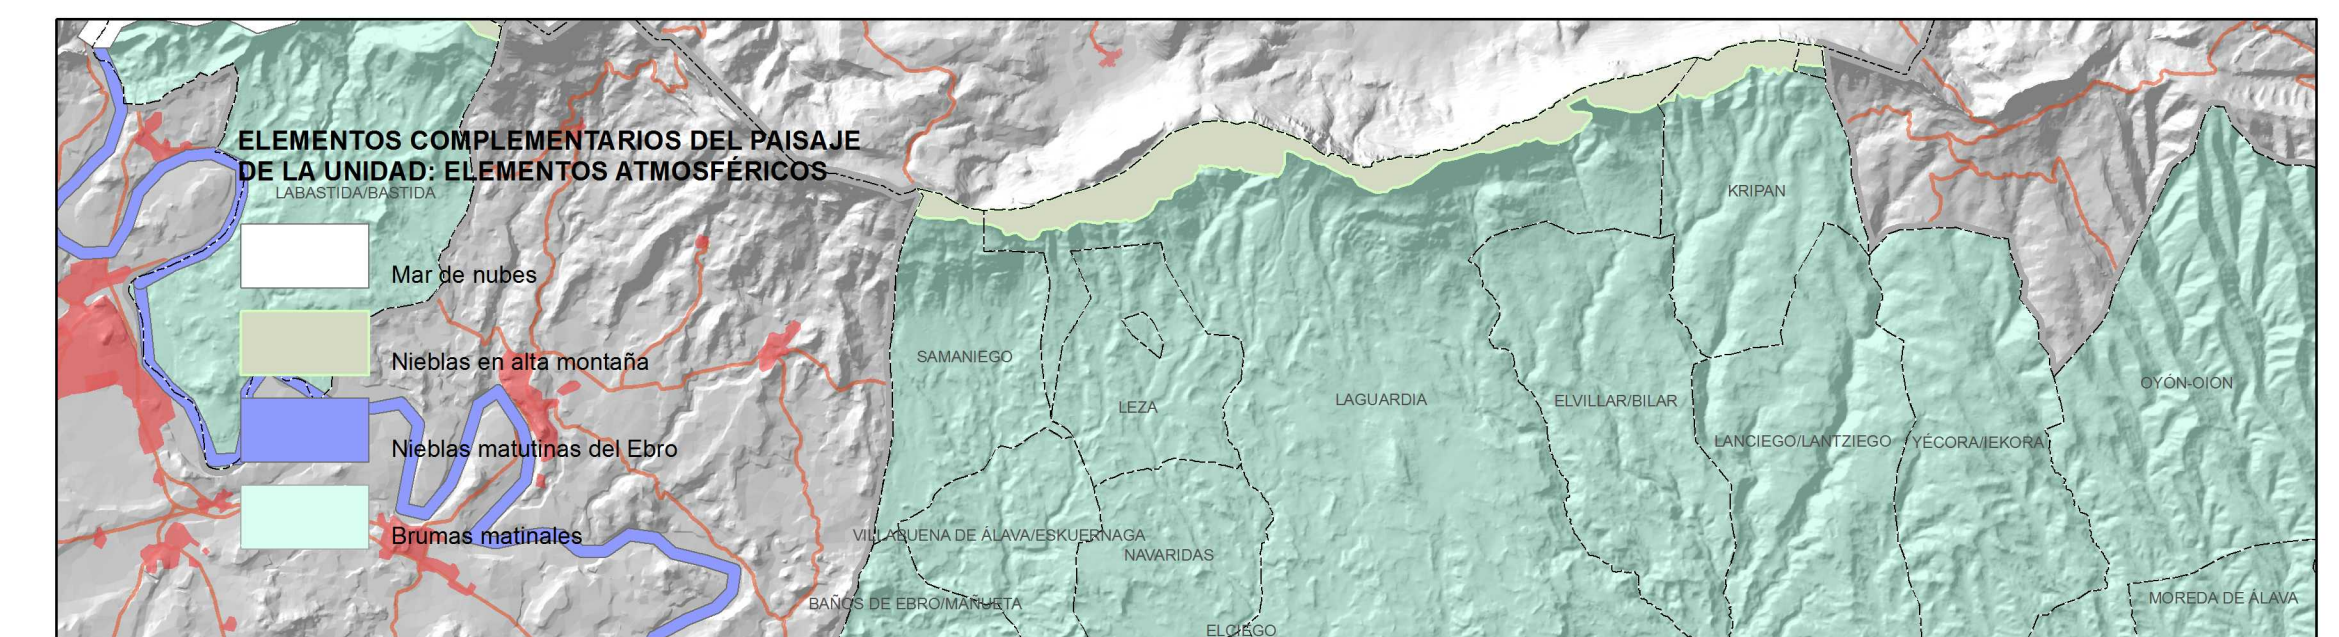 ELEMENTOS COMPLEMENTARIOS DEL PAISAJE
DE LA UNIDAD: ELEMENTOS ATMOSFÉRICOS
LABASTIDA/BASTIDA
Mar de nubes
Nieblas en alta montaña
Nieblas matutinas del Ebro
Brumas matinales
KRIPAN
SAMANIEGO
LEZA
LAGUARDIA
ELVILLAR/BILAR
OYÓN-OION
LANCIEGO/LANTZIEGO
YÉCORA/IEKORA
VILLABUENA DE ÁLAVA/ESKUERNAGA
NAVARIDAS
BAÑOS DE EBRO/MAÑUETA
MOREDA DE ÁLAVA
ELCIEGO